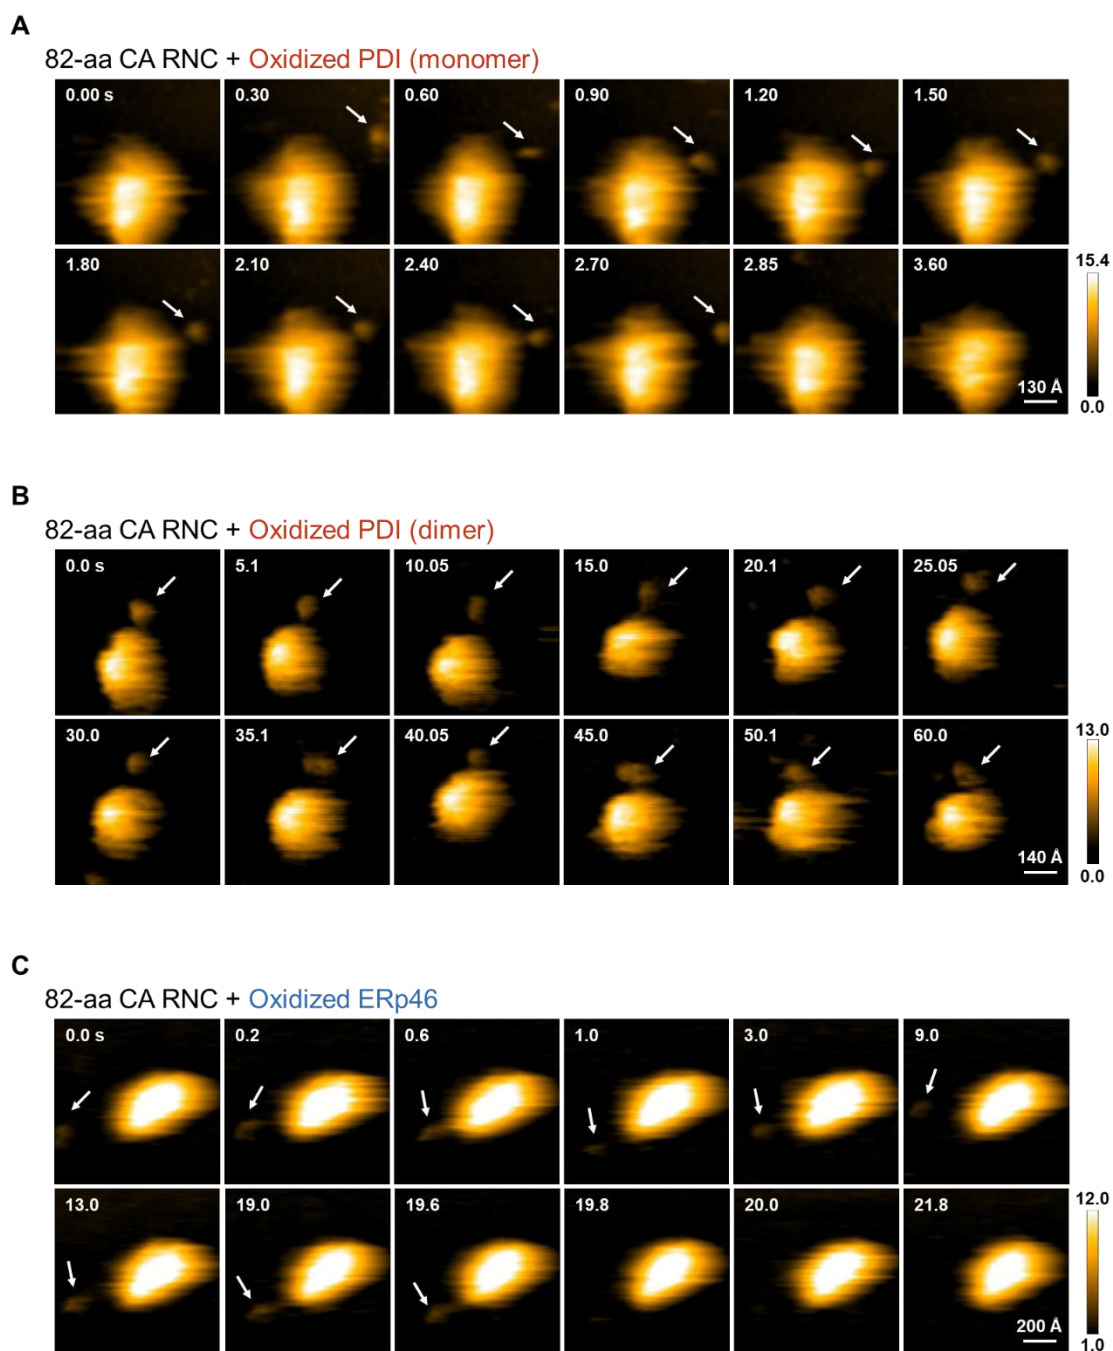 A
82-aa CA RNC + Oxidized PDI (monomer)
0.00 s 0.30 0.60 0.90 1.20 1.50
1.80 2.10 2.40 2.70 2.85 3.60
15.4
130 Å
0.0
B
82-aa CA RNC + Oxidized PDI (dimer)
0.0 s 5.1 10.05 15.0 20.1 25.05
30.0 35.1 40.05 45.0 50.1 60.0
13.0
140 Å
0.0
C
82-aa CA RNC + Oxidized ERp46
0.0 s 0.2 0.6 1.0 3.0 9.0
13.0 19.0 19.6 19.8 20.0 21.8
12.0
200 Å
1.0